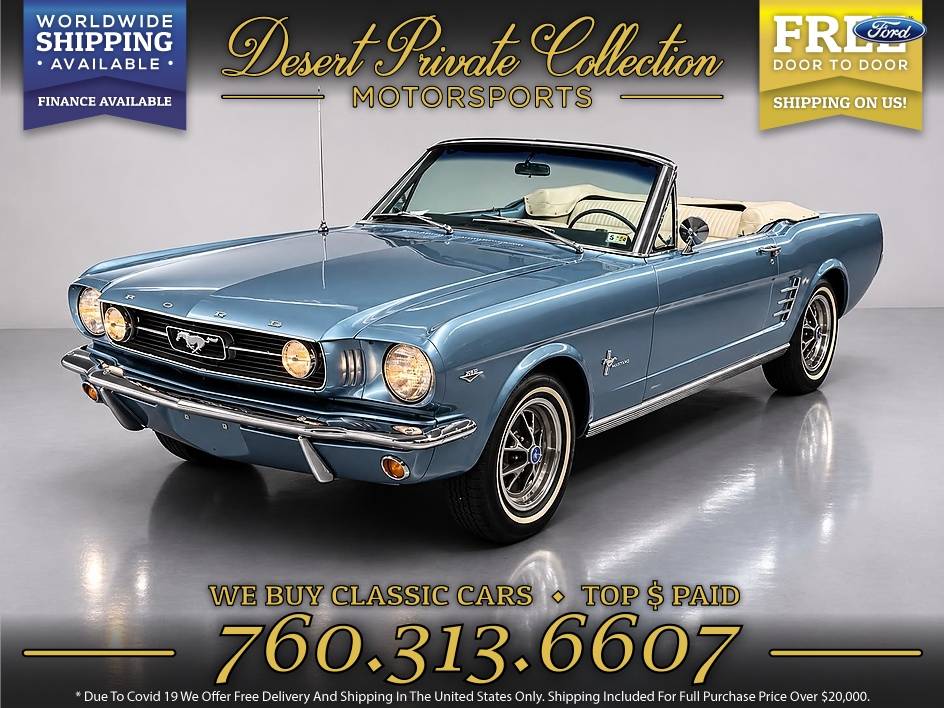 WORLDWIDE
SHIPPING
• AVAILABLE •
FINANCE AVAILABLE
Desert Private Collection
MOTORSPORTS
FREE
Ford
DOOR TO DOOR
SHIPPING ON US!
WE BUY CLASSIC CARS ◆ TOP $ PAID
760.313.6607
* Due To Covid 19 We Offer Free Delivery And Shipping In The United States Only. Shipping Included For Full Purchase Price Over $20,000.